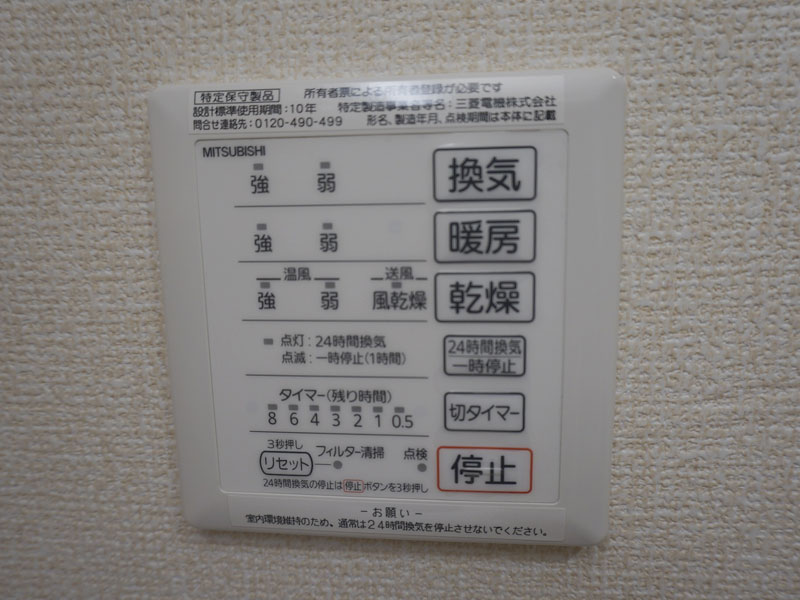 特定保守製品 所有者票による所有者登録が必要です
設計標準使用期間:10年 特定製造事業者等名:三菱電機株式会社
問合せ連絡先:0120-490-499 形名、製造年月、点検期間は本体に記載
MITSUBISHI
強 弱 換気
強 弱 暖房
温風 送風
強 弱 風乾燥 乾燥
点灯:24時間換気 24時間換気
点滅:一時停止(1時間) 一時停止
タイマー(残り時間)
8 6 4 3 2 1 0.5 切タイマー
3秒押し
リセット フィルター清掃 点検 停止
24時間換気の停止は停止ボタンを3秒押し
-お願い-
室内環境維持のため、通常は24時間換気を停止させないでください。